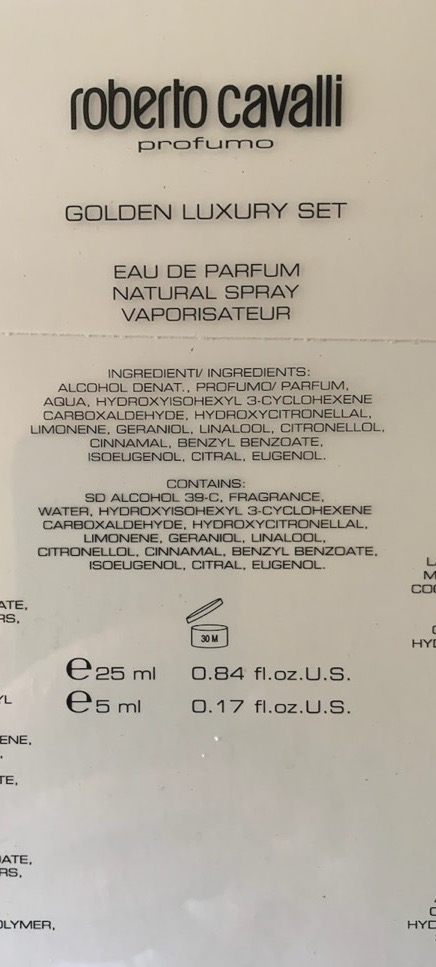 roberto cavalli
profumo
GOLDEN LUXURY SET
EAU DE PARFUM
NATURAL SPRAY
VAPORISATEUR
INGREDIENTI/ INGREDIENTS:
ALCOHOL DENAT., PROFUMO/ PARFUM,
AQUA, HYDROXYISOHEXYL 3-CYCLOHEXENE
CARBOXALDEHYDE, HYDROXYCITRONELLAL,
LIMONENE, GERANIOL, LINALOOL, CITRONELLOL,
CINNAMAL, BENZYL BENZOATE,
ISOEUGENOL, CITRAL, EUGENOL.
CONTAINS:
SD ALCOHOL 39-C, FRAGRANCE,
WATER, HYDROXYISOHEXYL 3-CYCLOHEXENE
CARBOXALDEHYDE, HYDROXYCITRONELLAL,
LIMONENE, GERANIOL, LINALOOL,
CITRONELLOL, CINNAMAL, BENZYL BENZOATE,
ISOEUGENOL, CITRAL, EUGENOL.
30 M
e 25 ml 0.84 fl.oz.U.S.
e 5 ml 0.17 fl.oz.U.S.